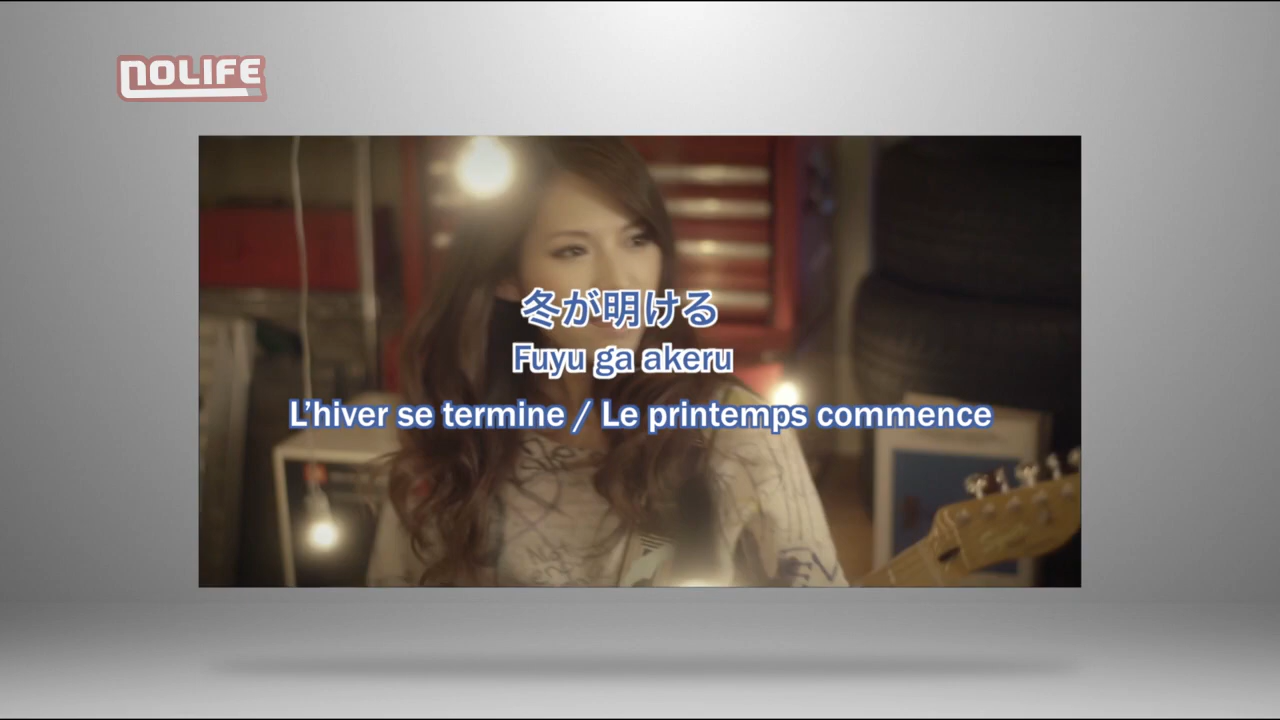 NOLIFE
冬が明ける
Fuyu ga akeru
L'hiver se termine / Le printemps commence